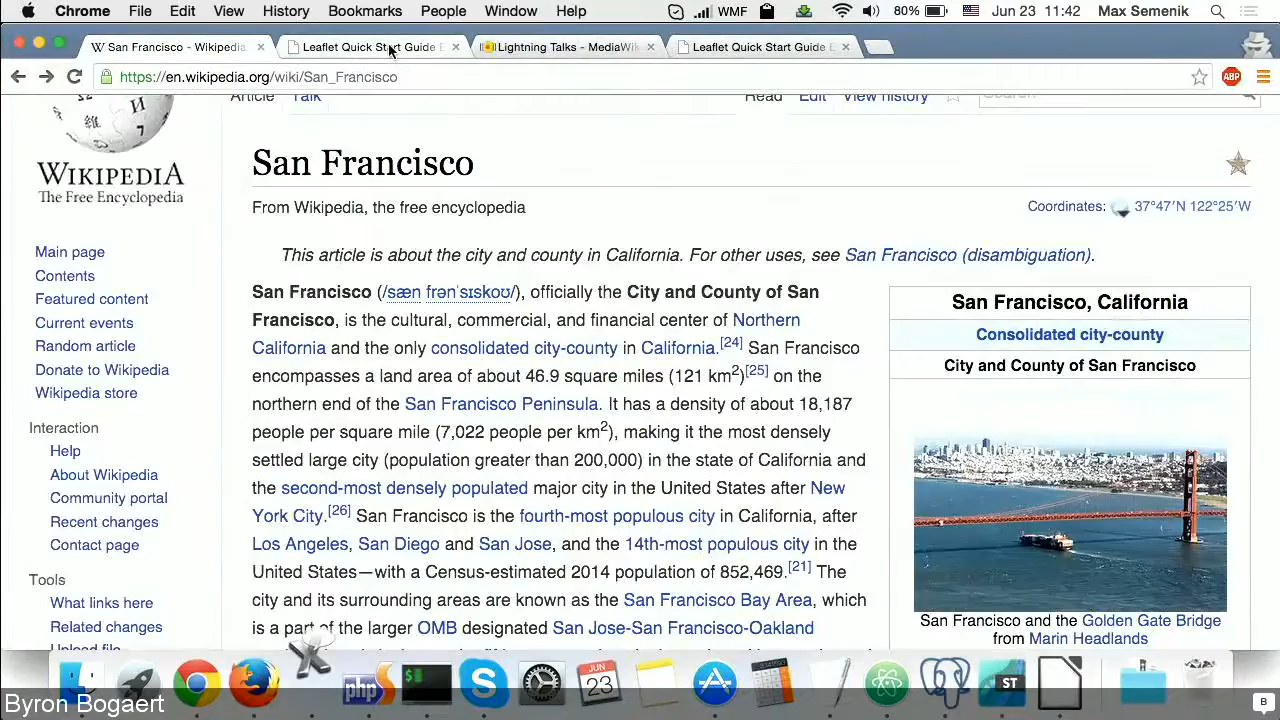 Chrome File Edit View History Bookmarks People Window Help WMF 80% Jun 23 11:42 Max Semenik
San Francisco - Wikipedia Leaflet Quick Start Guide E Lightning Talks - MediaWik Leaflet Quick Start Guide E
https://en.wikipedia.org/wiki/San_Francisco ABP
Article Talk Read Edit View history Search
WIKIPEDIA
The Free Encyclopedia
Main page
Contents
Featured content
Current events
Random article
Donate to Wikipedia
Wikipedia store
Interaction
Help
About Wikipedia
Community portal
Recent changes
Contact page
Tools
What links here
Related changes
Upload file
San Francisco
From Wikipedia, the free encyclopedia
Coordinates: 37°47′N 122°25′W
This article is about the city and county in California. For other uses, see San Francisco (disambiguation).
San Francisco (/sæn frənˈsɪskoʊ/), officially the City and County of San
Francisco, is the cultural, commercial, and financial center of Northern
California and the only consolidated city-county in California.[24] San Francisco
encompasses a land area of about 46.9 square miles (121 km2)[25] on the
northern end of the San Francisco Peninsula. It has a density of about 18,187
people per square mile (7,022 people per km2), making it the most densely
settled large city (population greater than 200,000) in the state of California and
the second-most densely populated major city in the United States after New
York City.[26] San Francisco is the fourth-most populous city in California, after
Los Angeles, San Diego and San Jose, and the 14th-most populous city in the
United States—with a Census-estimated 2014 population of 852,469.[21] The
city and its surrounding areas are known as the San Francisco Bay Area, which
is a part of the larger OMB designated San Jose-San Francisco-Oakland
San Francisco, California
Consolidated city-county
City and County of San Francisco
San Francisco and the Golden Gate Bridge
from Marin Headlands
php JUN 23 ST
Byron Bogaert B